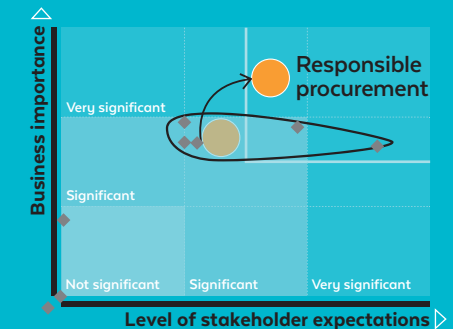 Business importance
Responsible
procurement
Very significant
Significant
Not significant
Significant
Very significant
Level of stakeholder expectations